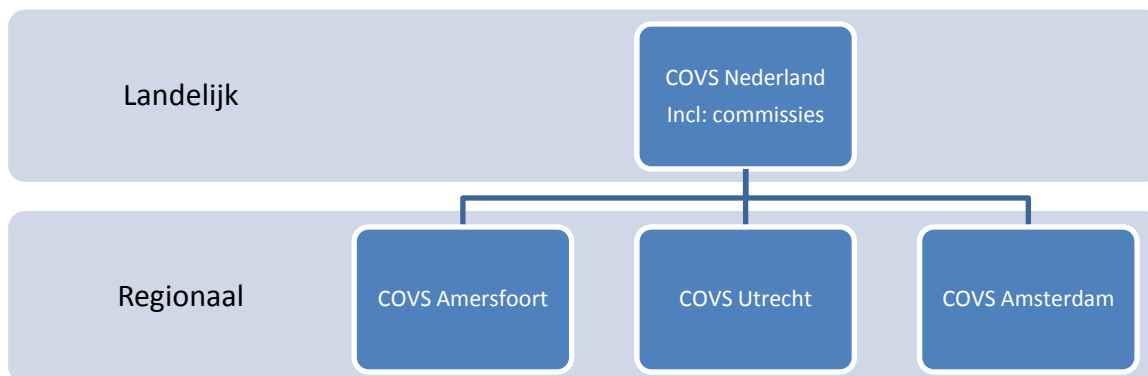 Landelijk
COVS Nederland
Incl: commissies
Regionaal
COVS Amersfoort
COVS Utrecht
COVS Amsterdam